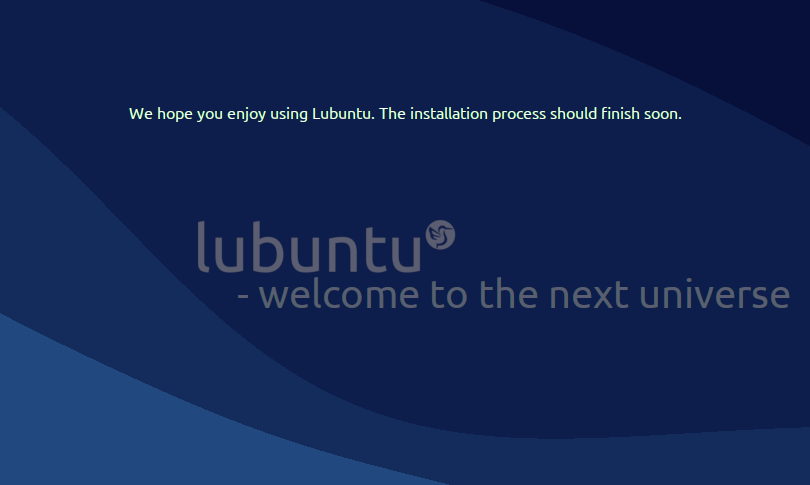 We hope you enjoy using Lubuntu. The installation process should finish soon.
lubuntu
- welcome to the next universe